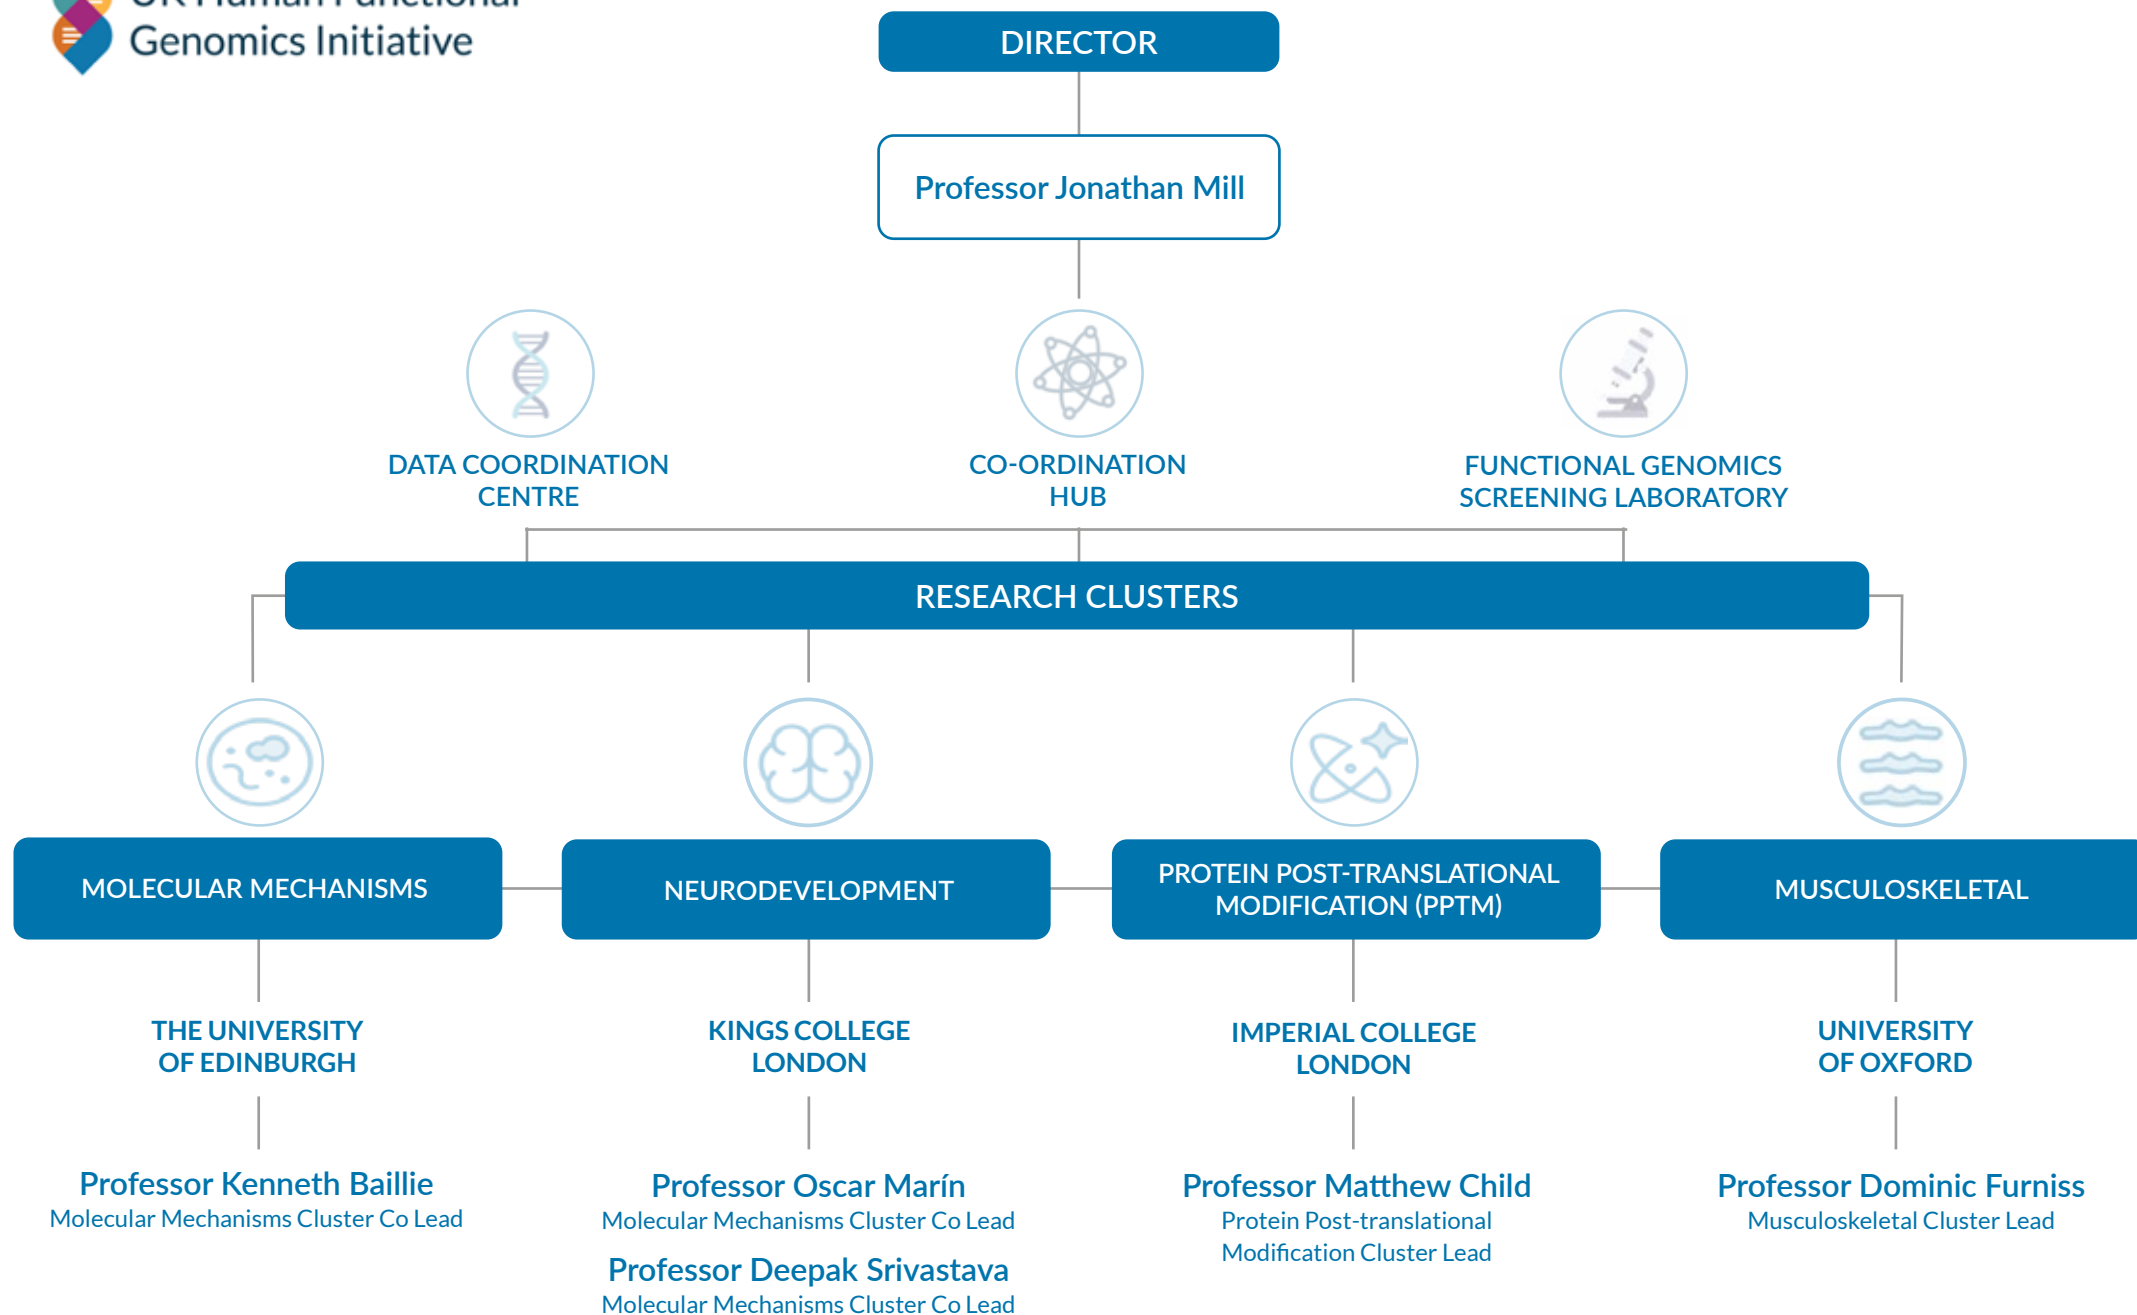 UK Human Functional
Genomics Initiative
DIRECTOR
Professor Jonathan Mill
DATA COORDINATION
CENTRE
CO-ORDINATION
HUB
FUNCTIONAL GENOMICS
SCREENING LABORATORY
RESEARCH CLUSTERS
MOLECULAR MECHANISMS
NEURODEVELOPMENT
PROTEIN POST-TRANSLATIONAL
MODIFICATION (PPTM)
MUSCULOSKELETAL
THE UNIVERSITY
OF EDINBURGH
KINGS COLLEGE
LONDON
IMPERIAL COLLEGE
LONDON
UNIVERSITY
OF OXFORD
Professor Kenneth Baillie
Molecular Mechanisms Cluster Co Lead
Professor Oscar Marín
Molecular Mechanisms Cluster Co Lead
Professor Deepak Srivastava
Molecular Mechanisms Cluster Co Lead
Professor Matthew Child
Protein Post-translational
Modification Cluster Lead
Professor Dominic Furniss
Musculoskeletal Cluster Lead